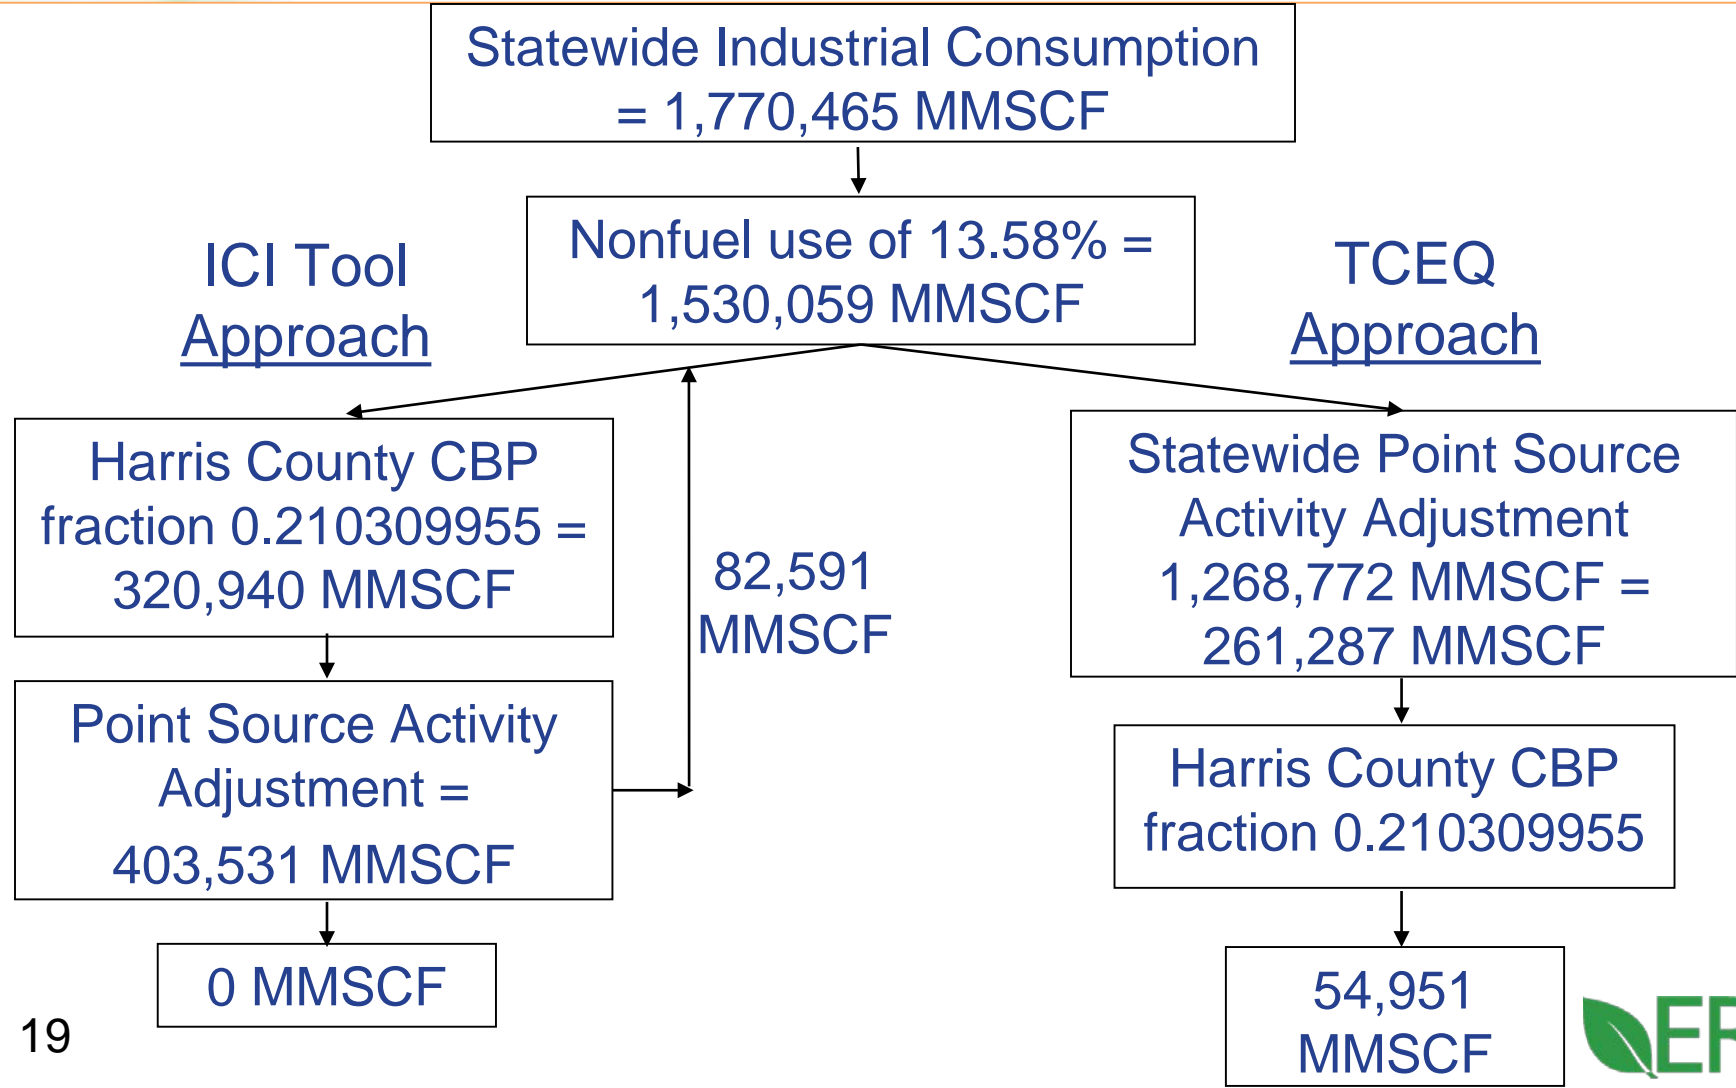 Statewide Industrial Consumption
= 1,770,465 MMSCF
Nonfuel use of 13.58% =
1,530,059 MMSCF
ICI Tool
Approach
TCEQ
Approach
Harris County CBP
fraction 0.210309955 =
320,940 MMSCF
82,591
MMSCF
Statewide Point Source
Activity Adjustment
1,268,772 MMSCF =
261,287 MMSCF
Point Source Activity
Adjustment =
403,531 MMSCF
Harris County CBP
fraction 0.210309955
0 MMSCF
54,951
MMSCF
19